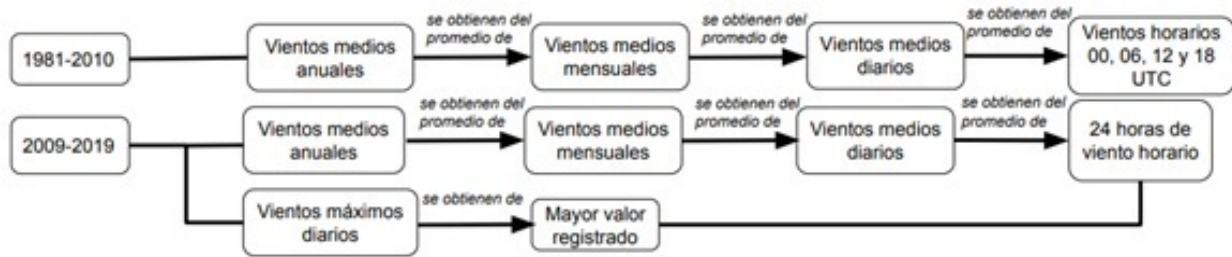 1981-2010
Vientos medios
anuales
se obtienen del
promedio de
Vientos medios
mensuales
se obtienen del
promedio de
Vientos medios
diarios
se obtienen del
promedio de
Vientos horarios
00, 06, 12 y 18
UTC
2009-2019
Vientos medios
anuales
se obtienen del
promedio de
Vientos medios
mensuales
se obtienen del
promedio de
Vientos medios
diarios
se obtienen del
promedio de
24 horas de
viento horario
Vientos máximos
diarios
se obtienen de
Mayor valor
registrado